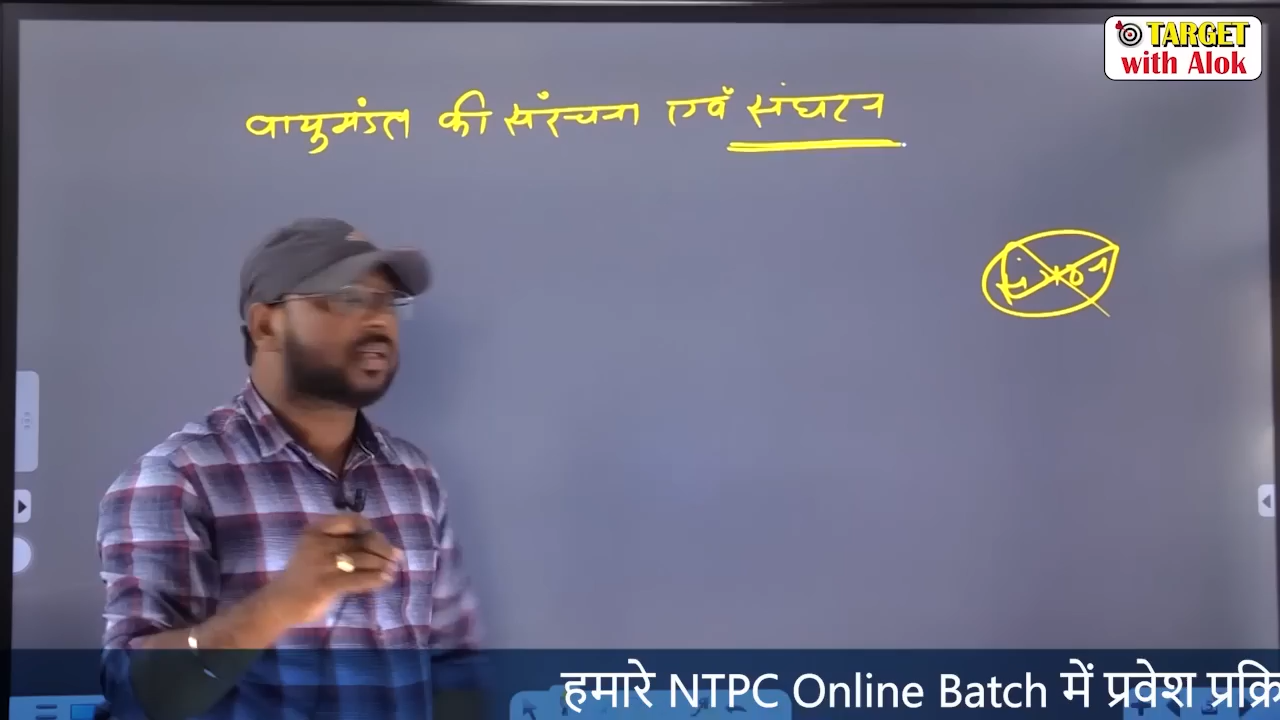 TARGET
with Alok
वायुमंडल की संरचना एवं संघटन
हमारे NTPC Online Batch में प्रवेश प्रक्रि